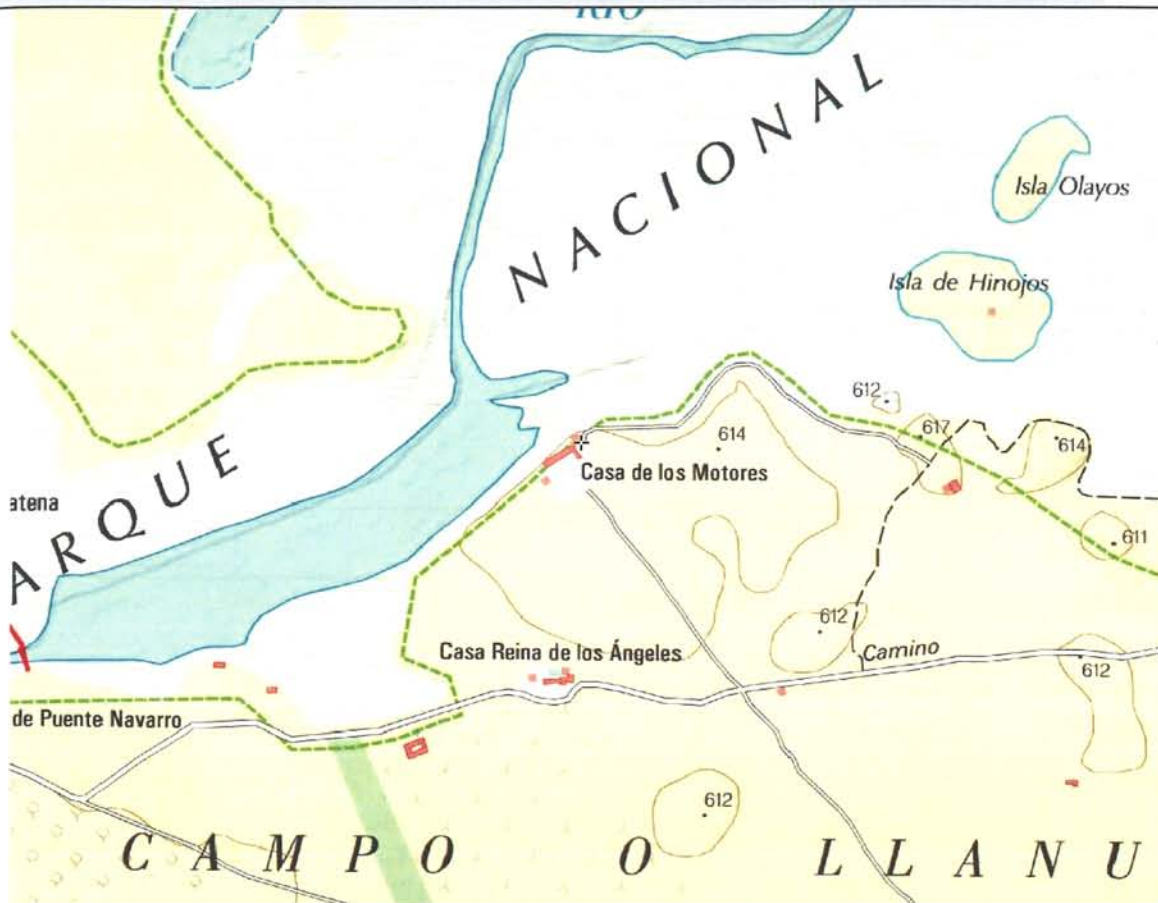 RÍO
NACIONAL
Isla Olayos
Isla de Hinojos
612
617
614
614
Casa de los Motores
atena
ARQUE
611
612
Casa Reina de los Ángeles
Camino
612
de Puente Navarro
612
CAMPO O LLANU